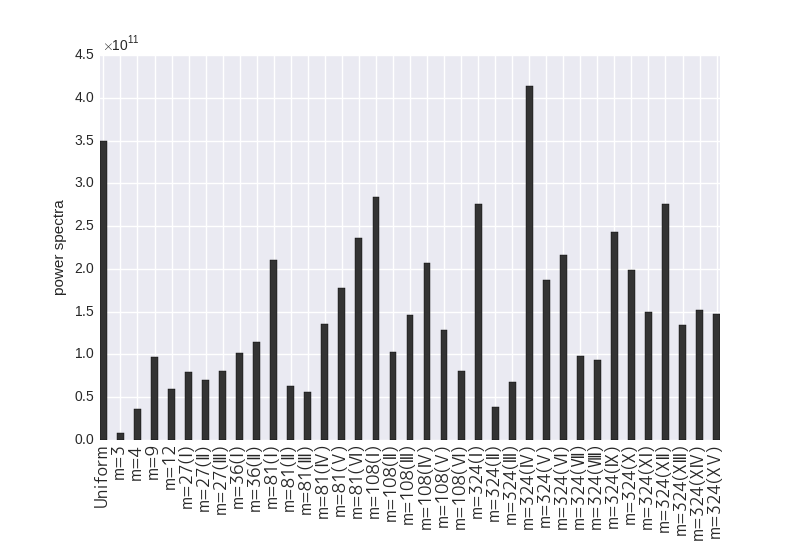 ×10¹¹
4.5
4.0
3.5
3.0
2.5
2.0
1.5
1.0
0.5
0.0
power spectra
Uniform
m=3
m=4
m=9
m=12
m=27(Ⅰ)
m=27(Ⅱ)
m=27(Ⅲ)
m=36(Ⅰ)
m=36(Ⅱ)
m=81(Ⅰ)
m=81(Ⅱ)
m=81(Ⅲ)
m=81(Ⅳ)
m=81(Ⅴ)
m=81(Ⅵ)
m=108(Ⅰ)
m=108(Ⅱ)
m=108(Ⅲ)
m=108(Ⅳ)
m=108(Ⅴ)
m=108(Ⅵ)
m=324(Ⅰ)
m=324(Ⅱ)
m=324(Ⅲ)
m=324(Ⅳ)
m=324(Ⅴ)
m=324(Ⅵ)
m=324(Ⅶ)
m=324(Ⅷ)
m=324(Ⅸ)
m=324(Ⅹ)
m=324(Ⅺ)
m=324(Ⅻ)
m=324(XⅢ)
m=324(XⅣ)
m=324(XⅤ)